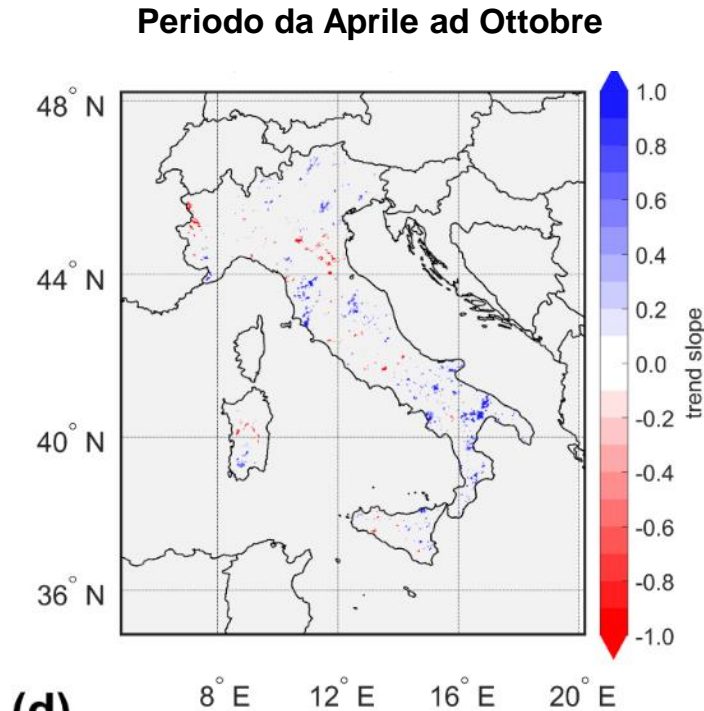 Periodo da Aprile ad Ottobre
48° N
44° N
40° N
36° N
8° E
12° E
16° E
20° E
1.0
0.8
0.6
0.4
0.2
0.0
-0.2
-0.4
-0.6
-0.8
-1.0
trend slope
(d)